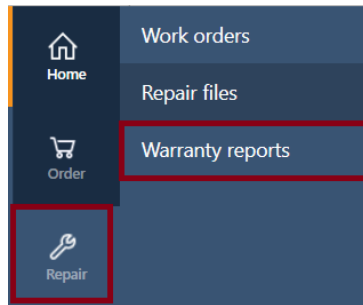 Home
Order
Repair
Work orders
Repair files
Warranty reports